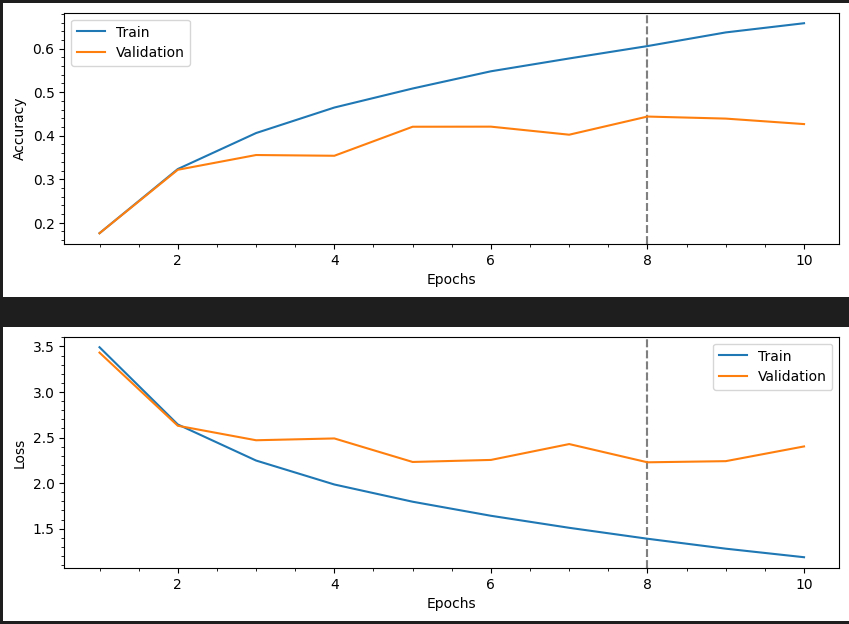 Train
Validation
0.6
0.5
0.4
0.3
0.2
Accuracy
2 4 6 8 10
Epochs
Train
Validation
3.5
3.0
2.5
2.0
1.5
Loss
2 4 6 8 10
Epochs